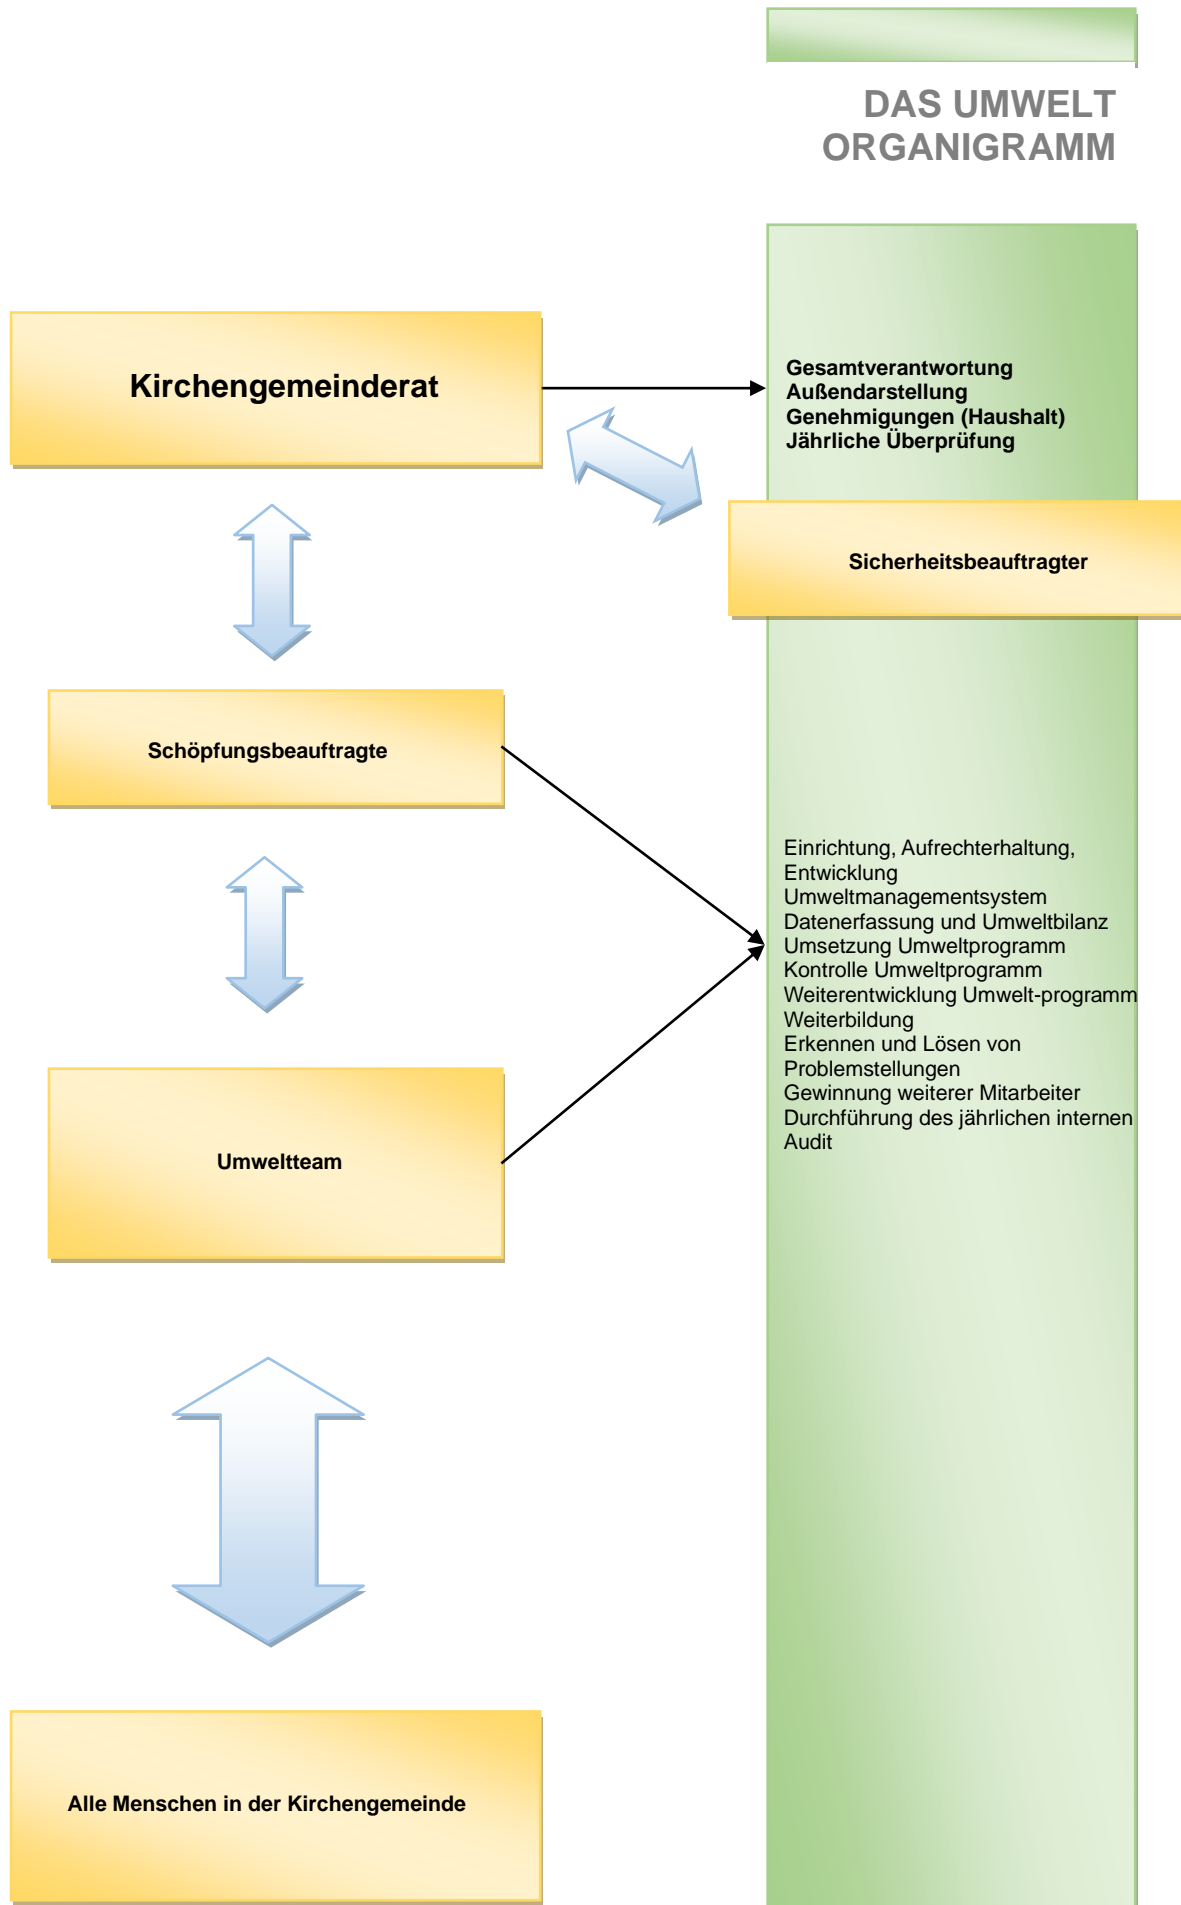 DAS UMWELT
ORGANIGRAMM
Kirchengemeinderat
Gesamtverantwortung
Außendarstellung
Genehmigungen (Haushalt)
Jährliche Überprüfung
Sicherheitsbeauftragter
Schöpfungsbeauftragte
Einrichtung, Aufrechterhaltung,
Entwicklung
Umweltmanagementsystem
Datenerfassung und Umweltbilanz
Umsetzung Umweltprogramm
Kontrolle Umweltprogramm
Weiterentwicklung Umwelt-programm
Weiterbildung
Erkennen und Lösen von
Problemstellungen
Gewinnung weiterer Mitarbeiter
Durchführung des jährlichen internen
Audit
Umweltteam
Alle Menschen in der Kirchengemeinde